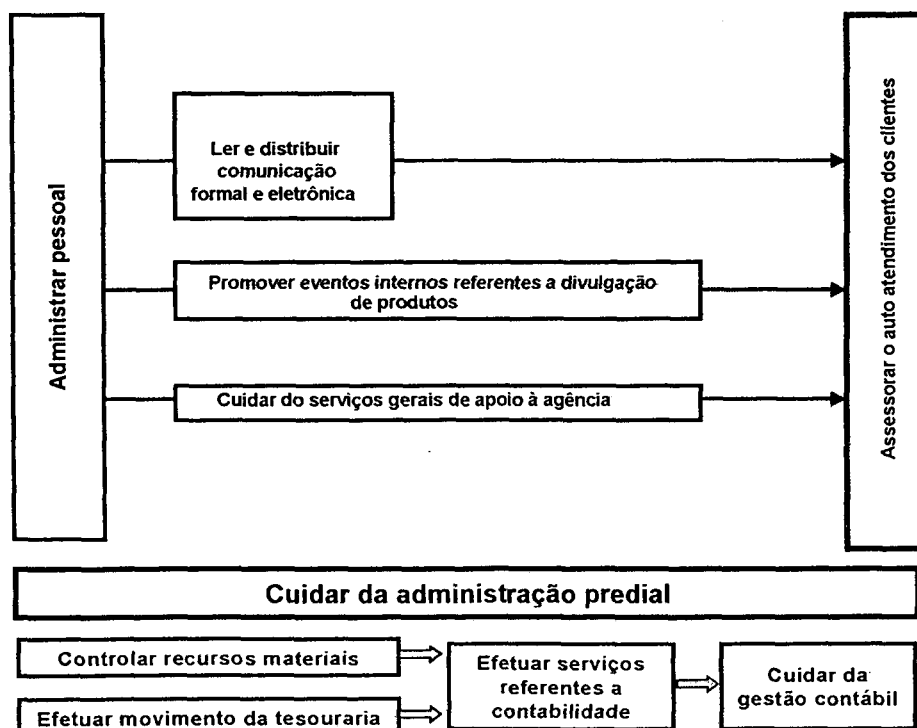 Administrar pessoal
Ler e distribuir
comunicação
formal e eletrônica
Promover eventos internos referentes a divulgação
de produtos
Cuidar do serviços gerais de apoio à agência
Assessorar o auto atendimento dos clientes
Cuidar da administração predial
Controlar recursos materiais
Efetuar movimento da tesouraria
Efetuar serviços
referentes a
contabilidade
Cuidar da
gestão contábil